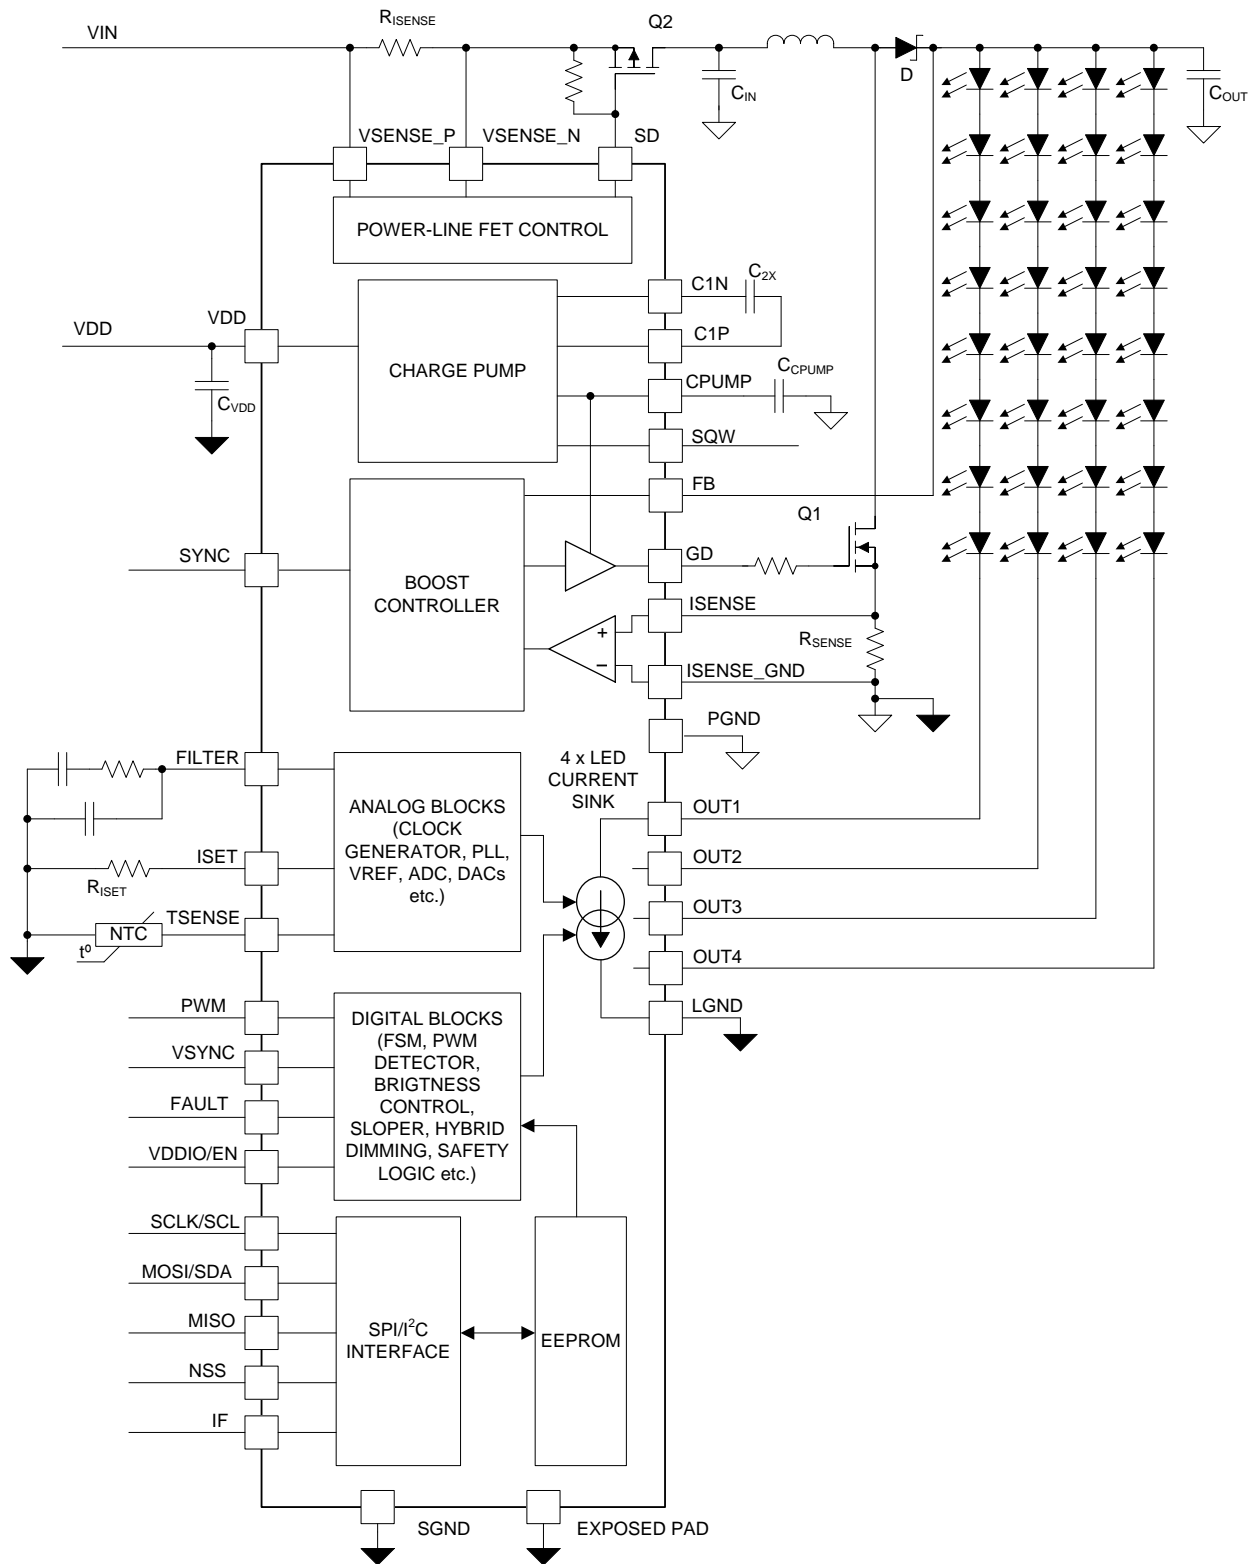 VIN
RISENSE
Q2
D
CIN
COUT
VSENSE_P
VSENSE_N
SD
POWER-LINE FET CONTROL
C1N
C2X
VDD
VDD
C1P
CHARGE PUMP
CPUMP
CCPUMP
CVDD
SQW
FB
Q1
SYNC
GD
BOOST
CONTROLLER
ISENSE
+
RSENSE
–
ISENSE_GND
PGND
FILTER
4 x LED
CURRENT
SINK
ANALOG BLOCKS
(CLOCK
GENERATOR, PLL,
VREF, ADC, DACs
etc.)
OUT1
ISET
OUT2
RISET
TSENSE
OUT3
NTC
t⁰
OUT4
PWM
LGND
DIGITAL BLOCKS
(FSM, PWM
DETECTOR,
BRIGTNESS
CONTROL,
SLOPER, HYBRID
DIMMING, SAFETY
LOGIC etc.)
VSYNC
FAULT
VDDIO/EN
SCLK/SCL
MOSI/SDA
MISO
SPI/I²C
INTERFACE
EEPROM
NSS
IF
SGND
EXPOSED PAD